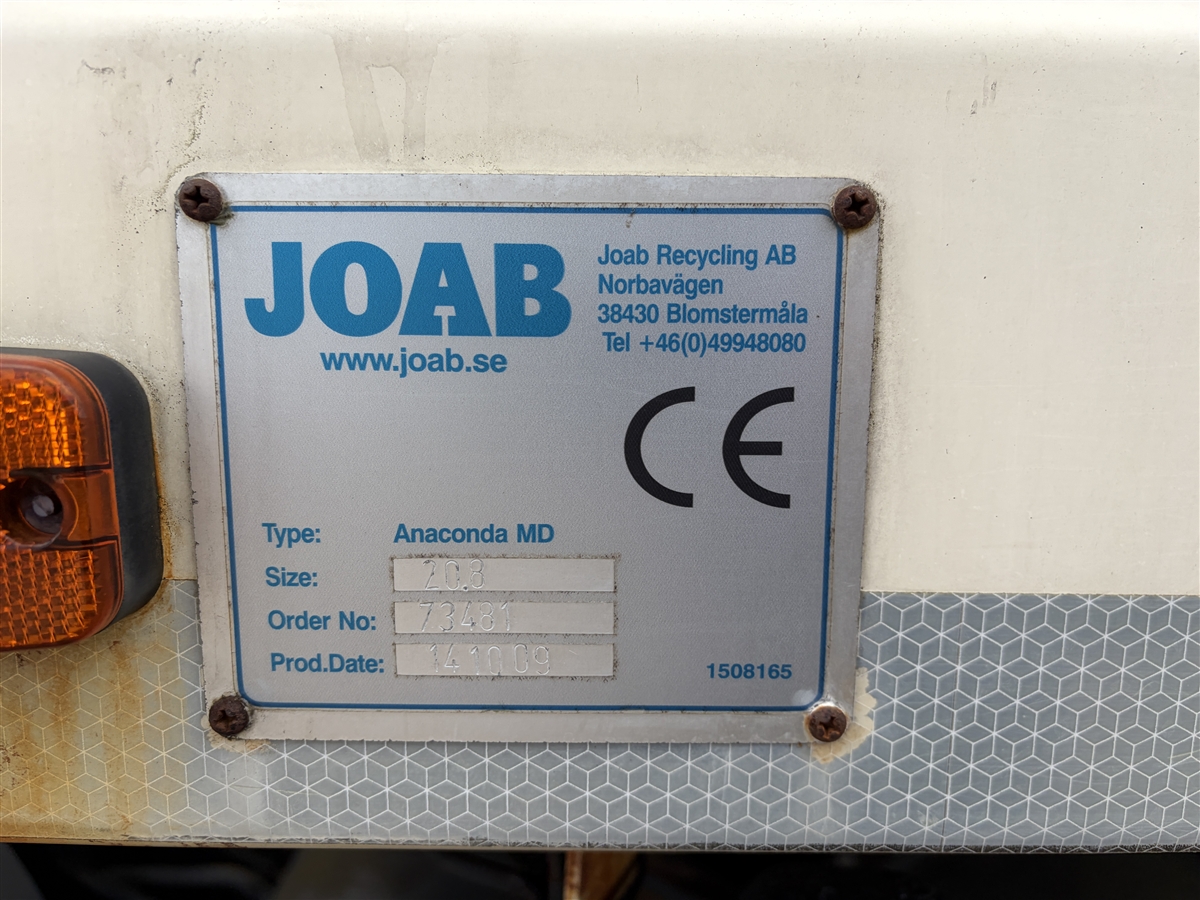 JOAB
www.joab.se
Joab Recycling AB
Norbavägen
38430 Blomstermåla
Tel +46(0)49948080
CE
Type: Anaconda MD
Size: 20.8
Order No: 73481
Prod.Date: 141009
1508165